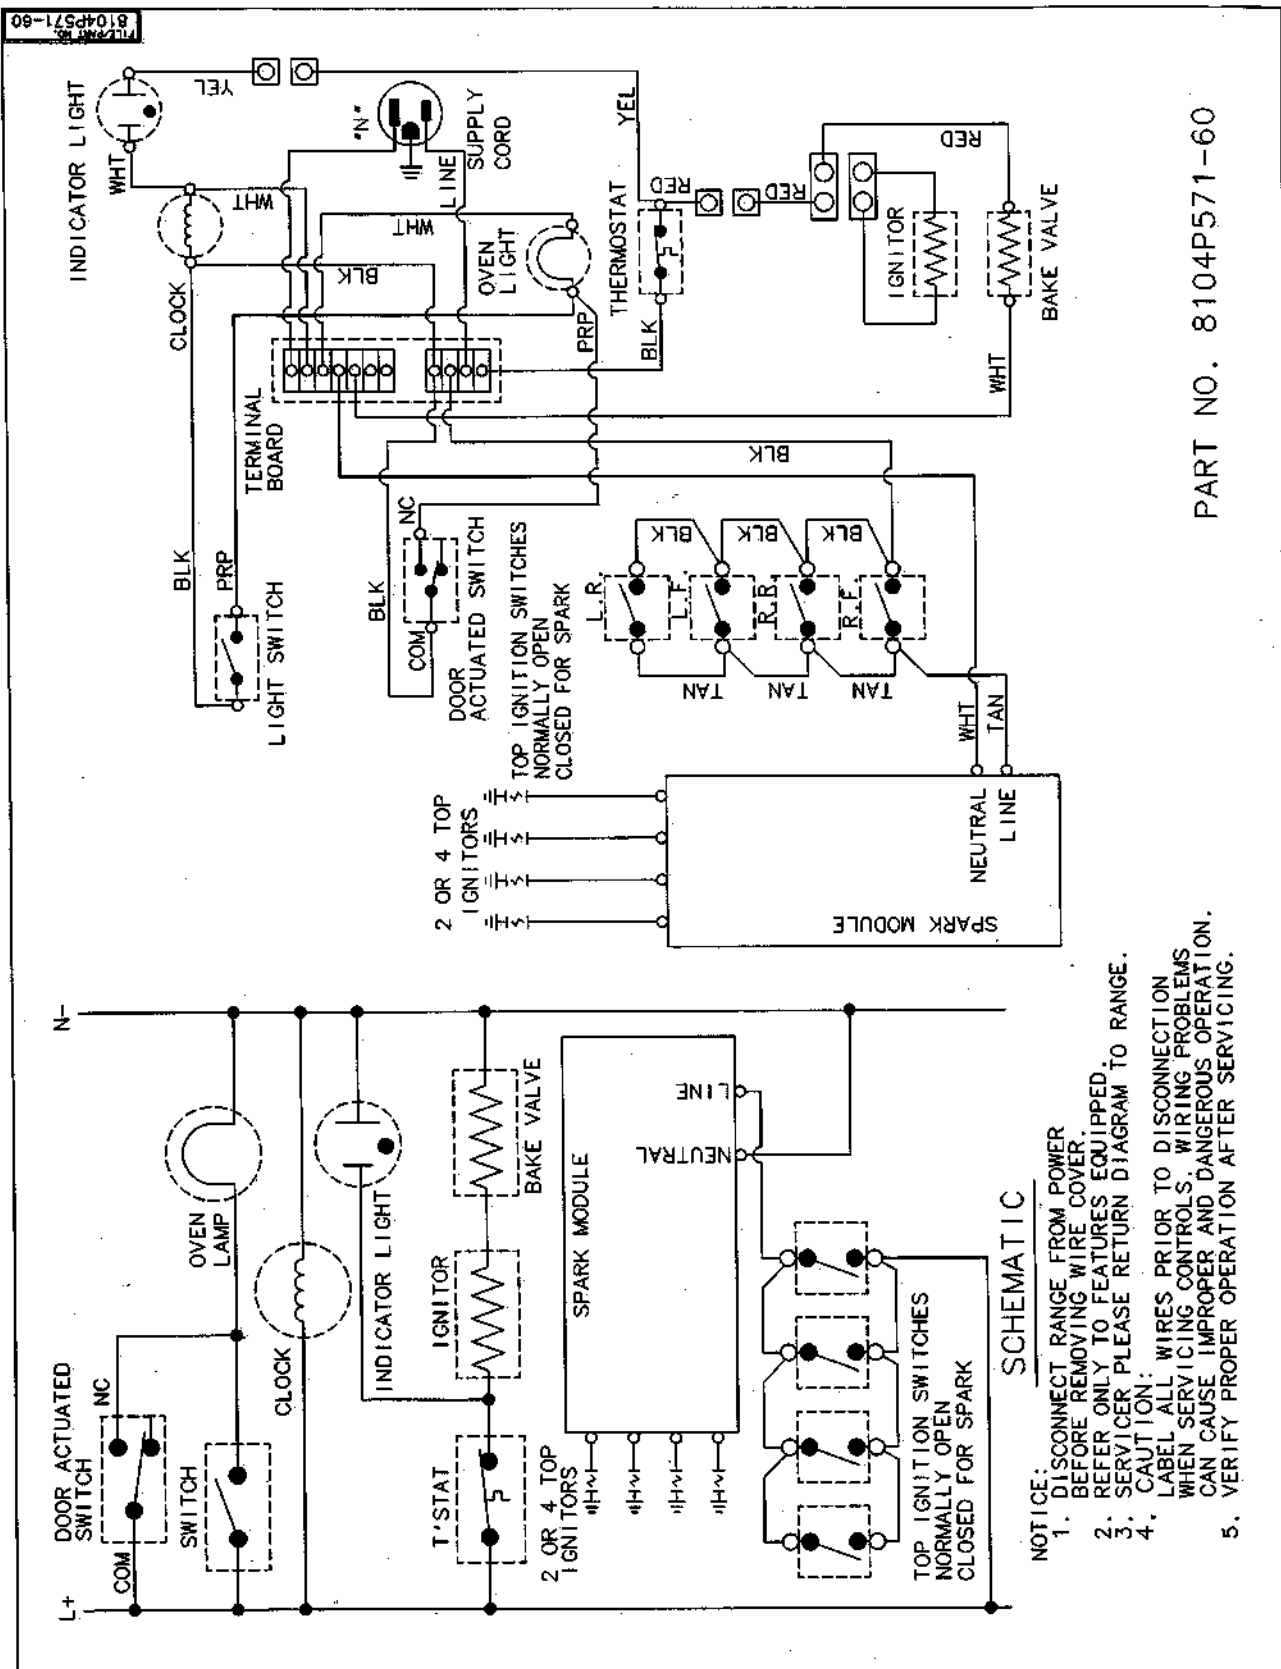 FILE/PART NO.
8104P571-60
INDICATOR LIGHT
WHT
YEL
"N"
SUPPLY
CORD
LINE
YEL
CLOCK
WHT
WHT
BLK
OVEN
LIGHT
THERMOSTAT
RED
RED
RED
IGNITOR
BAKE VALVE
PRP
BLK
WHT
TERMINAL
BOARD
BLK
PRP
LIGHT SWITCH
BLK
NC
COM
DOOR
ACTUATED SWITCH
TOP IGNITION SWITCHES
NORMALLY OPEN
CLOSED FOR SPARK
BLK
BLK
BLK
BLK
L.R.
L.F.
R.R.
R.F.
TAN
TAN
TAN
WHT
TAN
2 OR 4 TOP
IGNITORS
NEUTRAL
LINE
SPARK MODULE
PART NO. 8104P571-60
N-
L+
OVEN
LAMP
DOOR ACTUATED
SWITCH
NC
COM
SWITCH
CLOCK
INDICATOR LIGHT
BAKE VALVE
IGNITOR
T'STAT
2 OR 4 TOP
IGNITORS
SPARK MODULE
LINE
NEUTRAL
TOP IGNITION SWITCHES
NORMALLY OPEN
CLOSED FOR SPARK
SCHEMATIC
NOTICE:
1. DISCONNECT RANGE FROM POWER
BEFORE REMOVING WIRE COVER.
2. REFER ONLY TO FEATURES EQUIPPED.
3. SERVICER PLEASE RETURN DIAGRAM TO RANGE.
4. CAUTION:
LABEL ALL WIRES PRIOR TO DISCONNECTION
WHEN SERVICING CONTROLS. WIRING PROBLEMS
CAN CAUSE IMPROPER AND DANGEROUS OPERATION.
5. VERIFY PROPER OPERATION AFTER SERVICING.